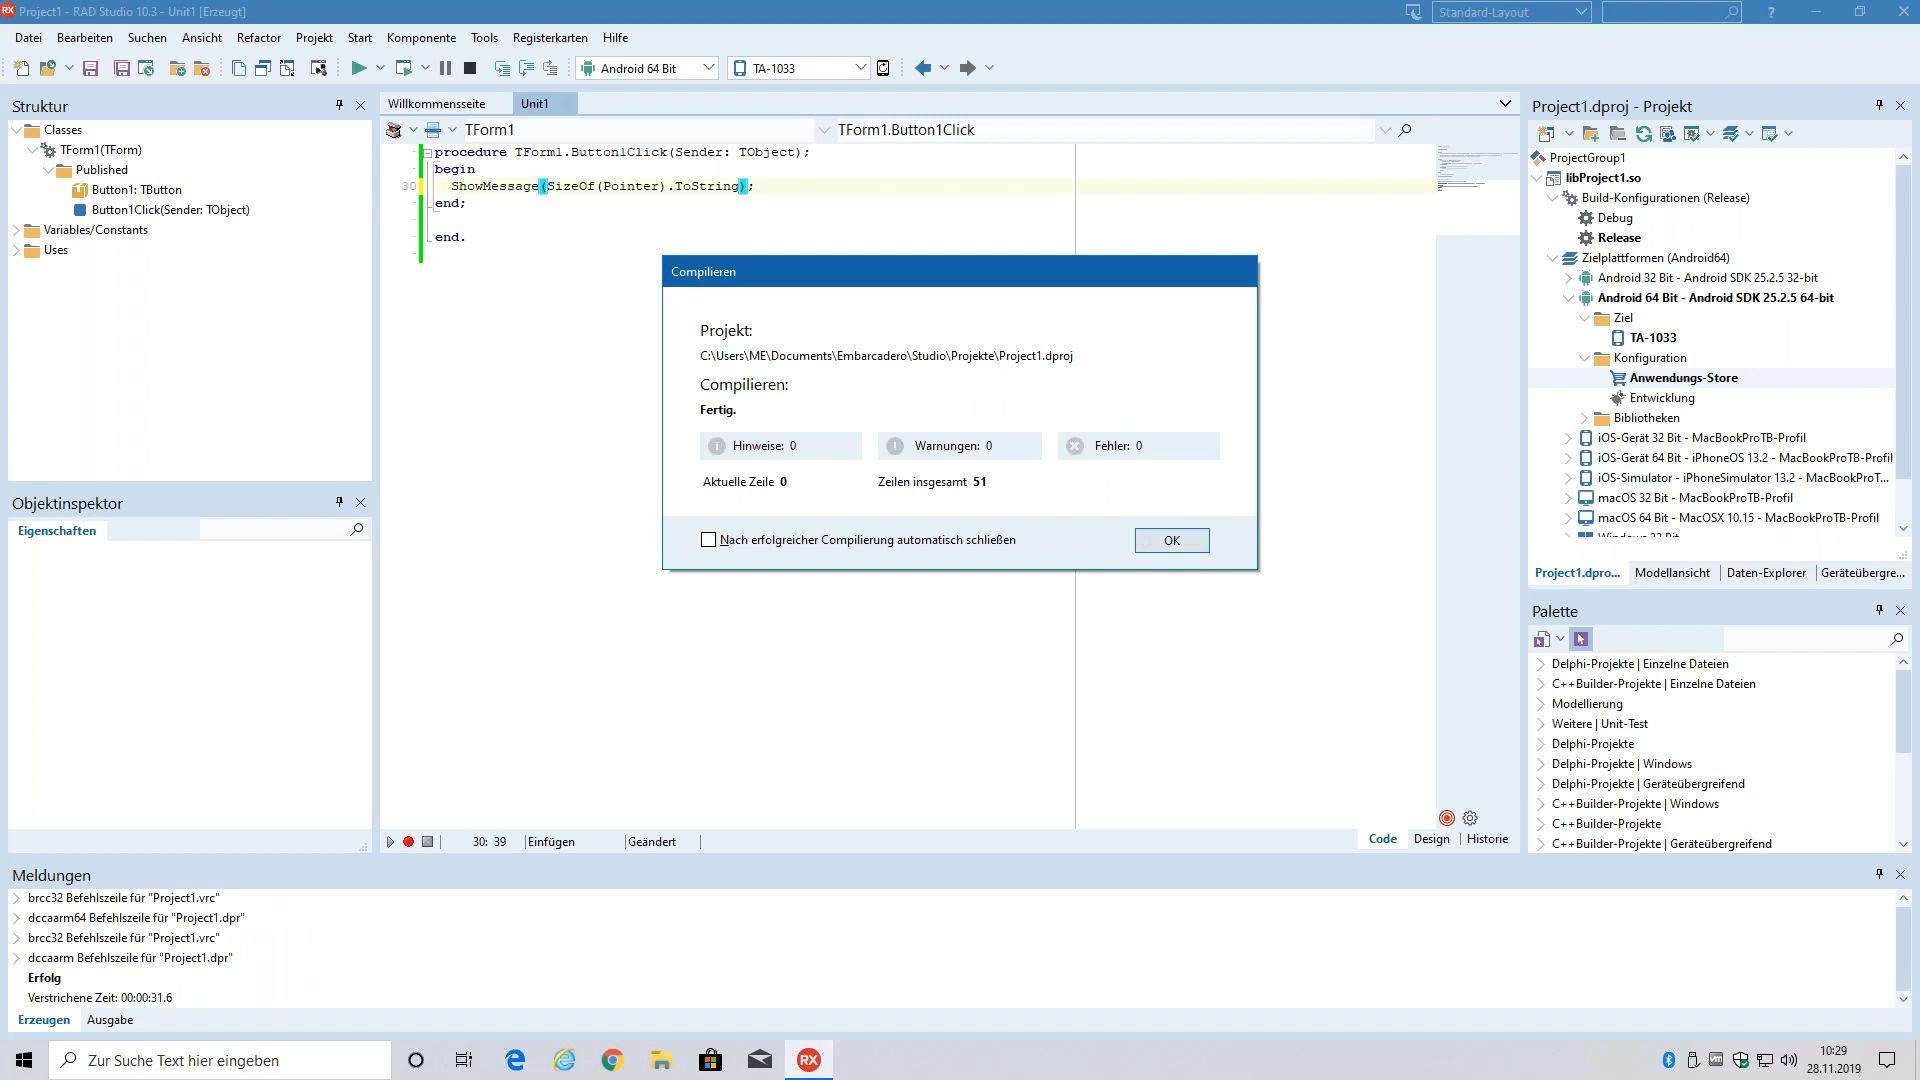 Project1 - RAD Studio 10.3 - Unit1 [Erzeugt]
Standard-Layout
Datei Bearbeiten Suchen Ansicht Refactor Projekt Start Komponente Tools Registerkarten Hilfe
Android 64 Bit TA-1033
Struktur
Classes
TForm1(TForm)
Published
Button1: TButton
Button1Click(Sender: TObject)
Variables/Constants
Uses
Objektinspektor
Eigenschaften
Willkommensseite Unit1
TForm1 TForm1.Button1Click
procedure TForm1.Button1Click(Sender: TObject);
begin
30 ShowMessage(SizeOf(Pointer).ToString);
end;
end.
Compilieren
Projekt:
C:\Users\ME\Documents\Embarcadero\Studio\Projekte\Project1.dproj
Compilieren:
Fertig.
Hinweise: 0 Warnungen: 0 Fehler: 0
Aktuelle Zeile 0 Zeilen insgesamt 51
Nach erfolgreicher Compilierung automatisch schließen OK
30: 39 Einfügen Geändert
Code Design Historie
Project1.dproj - Projekt
ProjectGroup1
libProject1.so
Build-Konfigurationen (Release)
Debug
Release
Zielplattformen (Android64)
Android 32 Bit - Android SDK 25.2.5 32-bit
Android 64 Bit - Android SDK 25.2.5 64-bit
Ziel
TA-1033
Konfiguration
Anwendungs-Store
Entwicklung
Bibliotheken
iOS-Gerät 32 Bit - MacBookProTB-Profil
iOS-Gerät 64 Bit - iPhoneOS 13.2 - MacBookProTB-Profil
iOS-Simulator - iPhoneSimulator 13.2 - MacBookProT...
macOS 32 Bit - MacBookProTB-Profil
macOS 64 Bit - MacOSX 10.15 - MacBookProTB-Profil
Windows 32 Bit
Project1.dpro... Modellansicht Daten-Explorer Geräteübergre...
Palette
Delphi-Projekte | Einzelne Dateien
C++Builder-Projekte | Einzelne Dateien
Modellierung
Weitere | Unit-Test
Delphi-Projekte
Delphi-Projekte | Windows
Delphi-Projekte | Geräteübergreifend
C++Builder-Projekte | Windows
C++Builder-Projekte
C++Builder-Projekte | Geräteübergreifend
Meldungen
brcc32 Befehlszeile für "Project1.vrc"
dccaarm64 Befehlszeile für "Project1.dpr"
brcc32 Befehlszeile für "Project1.vrc"
dccaarm Befehlszeile für "Project1.dpr"
Erfolg
Verstrichene Zeit: 00:00:31.6
Erzeugen Ausgabe
Zur Suche Text hier eingeben
RX
10:29
28.11.2019